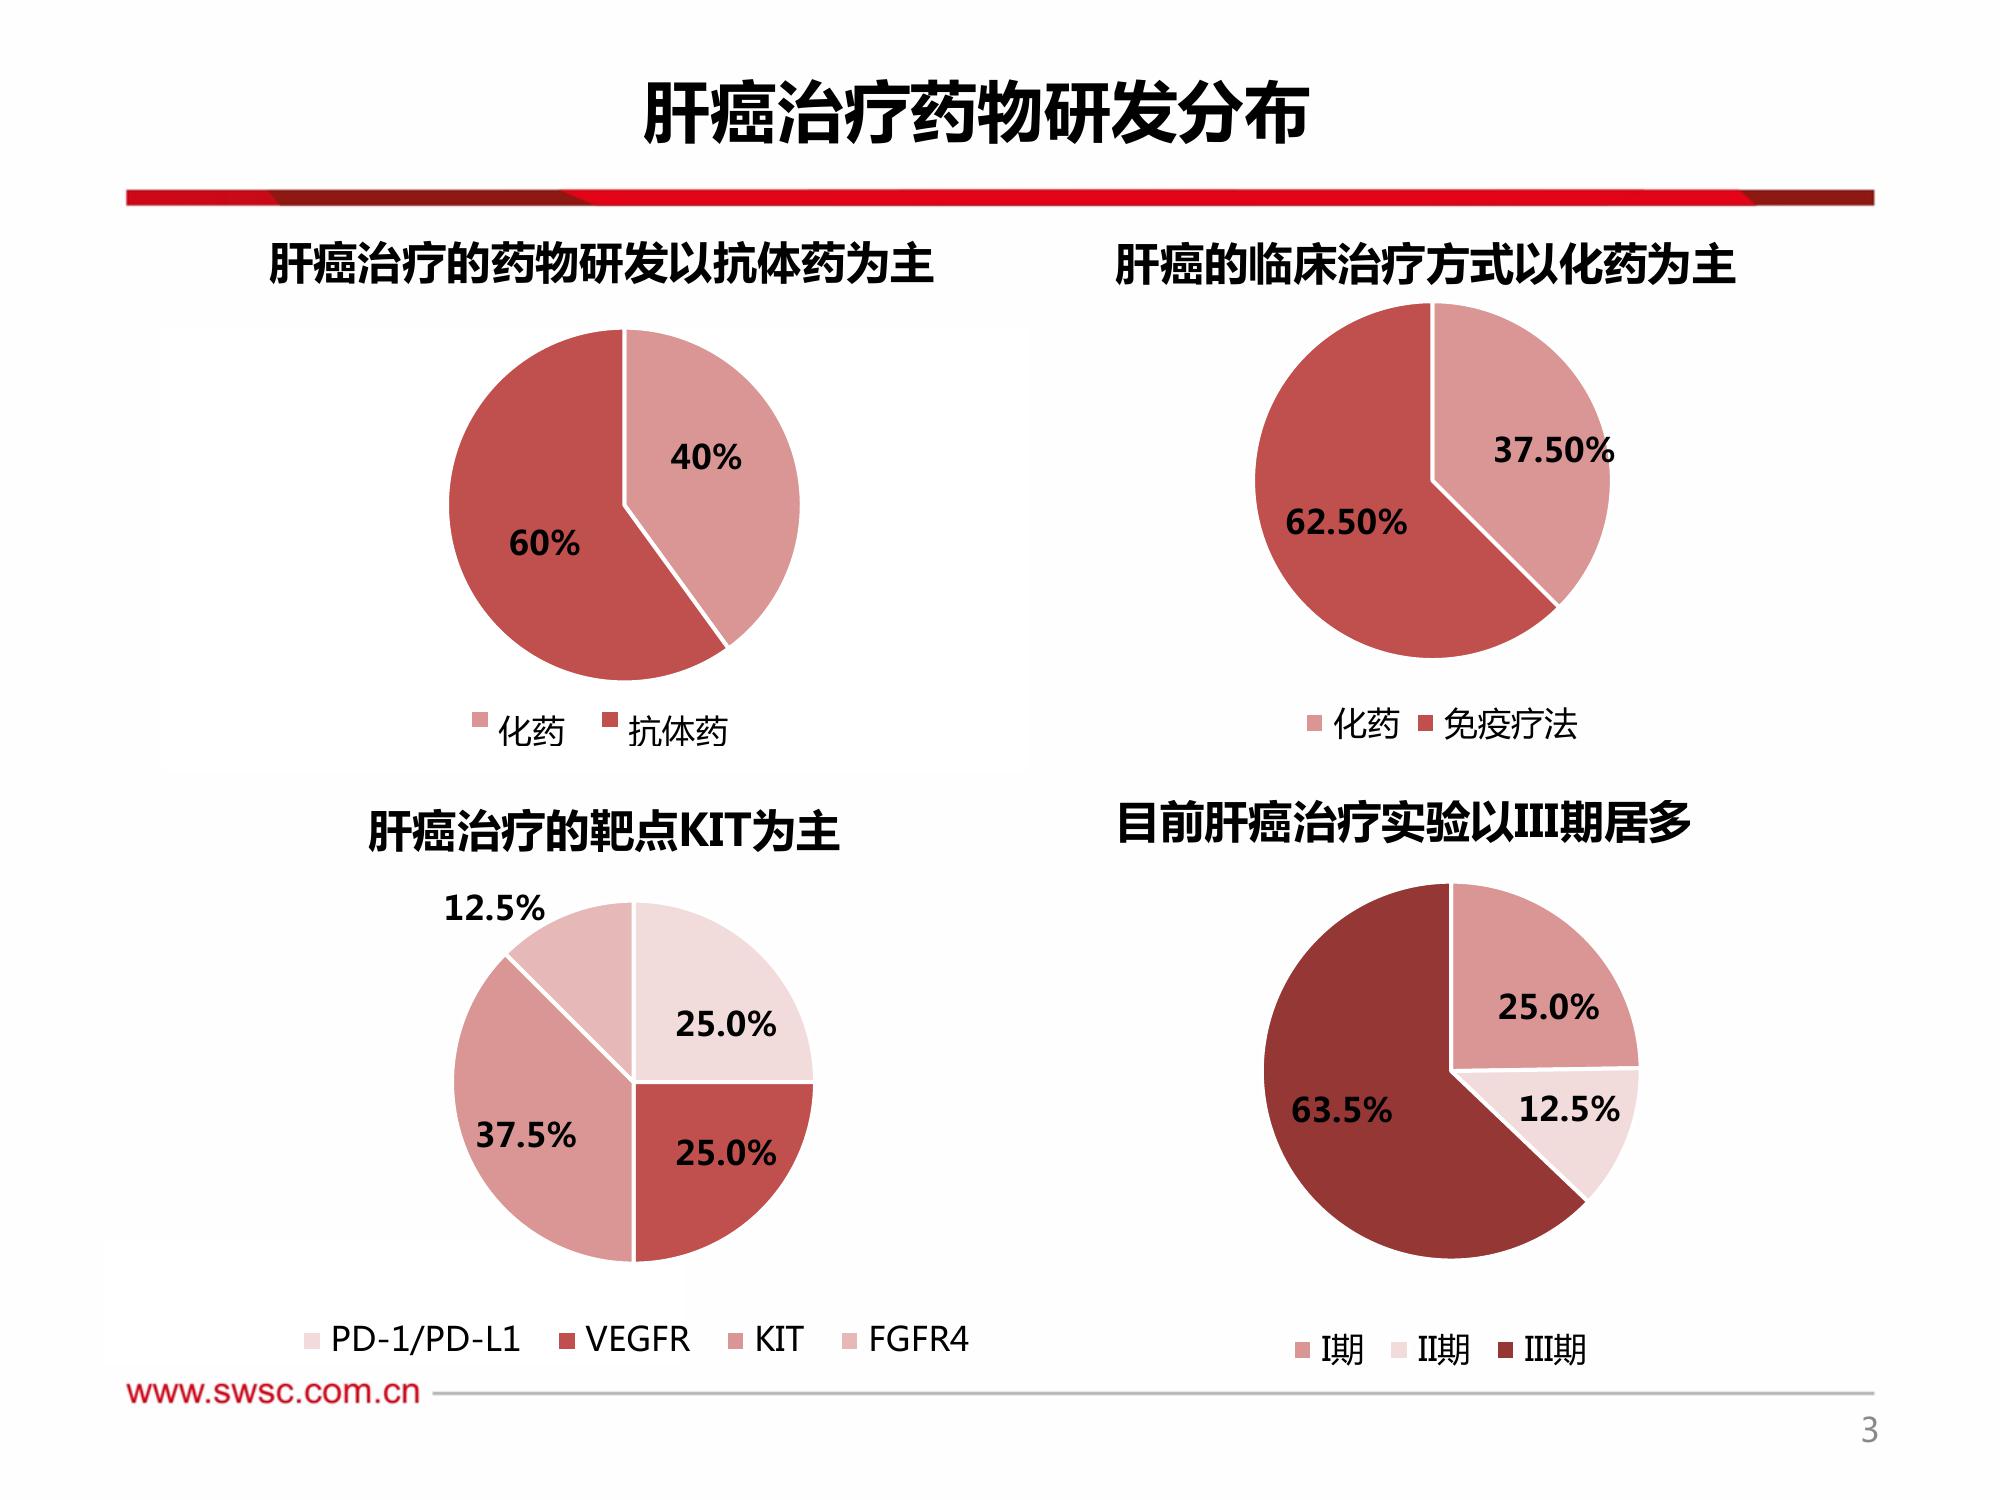 肝癌治疗药物研发分布
肝癌治疗的药物研发以抗体药为主
40%
60%
化药 抗体药
肝癌的临床治疗方式以化药为主
37.50%
62.50%
化药 免疫疗法
肝癌治疗的靶点KIT为主
12.5%
25.0%
37.5%
25.0%
PD-1/PD-L1 VEGFR KIT FGFR4
目前肝癌治疗实验以III期居多
25.0%
63.5%
12.5%
I期 II期 III期
www.swsc.com.cn
3